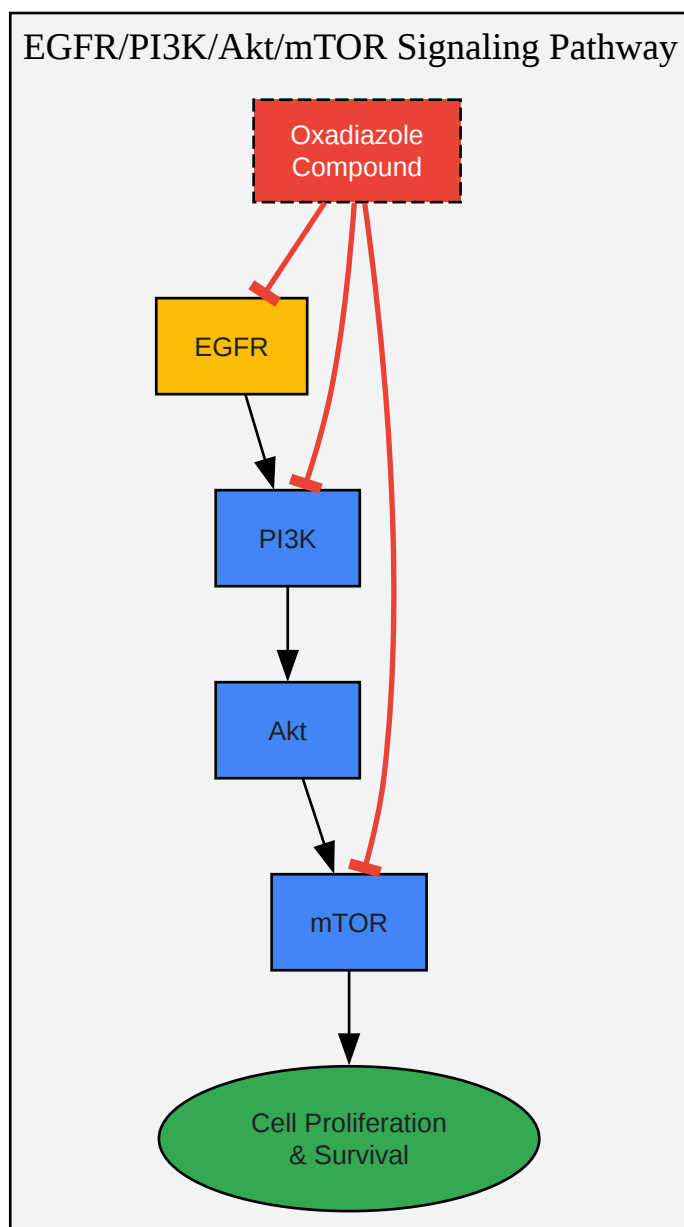 EGFR/PI3K/Akt/mTOR Signaling Pathway
Oxadiazole
Compound
EGFR
PI3K
Akt
mTOR
Cell Proliferation
& Survival